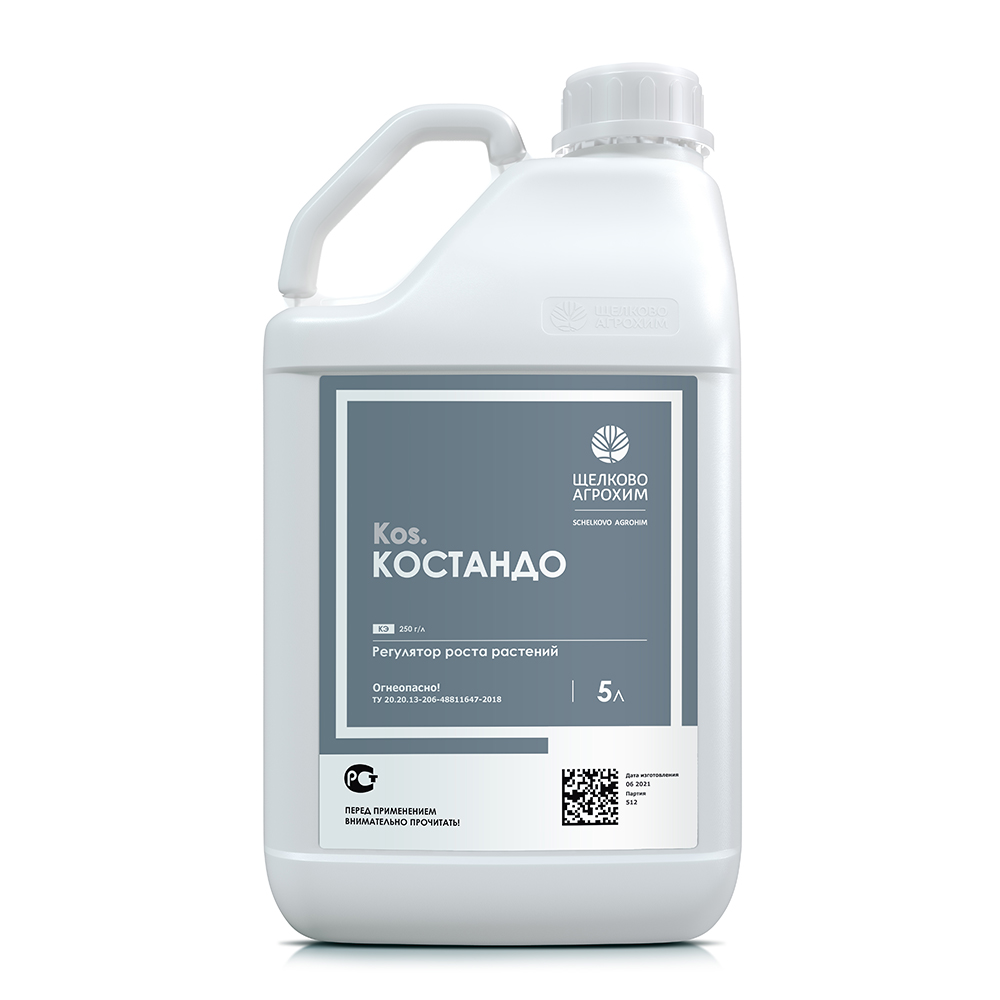 ЩЕЛКОВО
АГРОХИМ
ЩЕЛКОВО
АГРОХИМ
SCHELKOVO AGROHIM
Kos.
КОСТАНДО
КЭ 250 г/л
Регулятор роста растений
Огнеопасно!
ТУ 20.20.13-206-48811647-2018
5л
РСТ
ПЕРЕД ПРИМЕНЕНИЕМ
ВНИМАТЕЛЬНО ПРОЧИТАТЬ!
Дата изготовления
06 2021
Партия
512